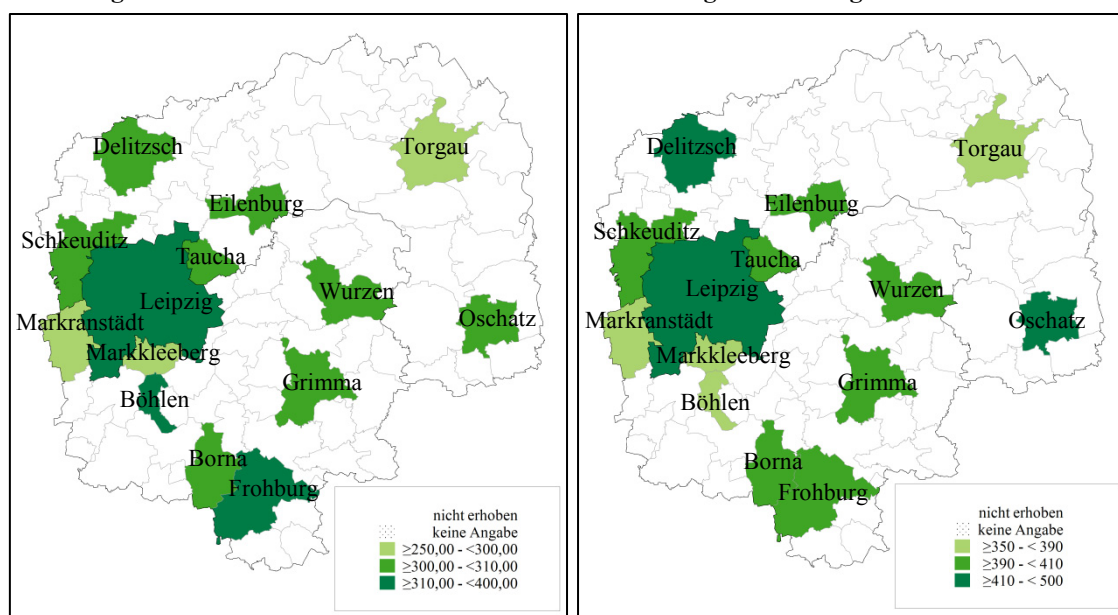 Delitzsch
Torgau
Eilenburg
Schkeuditz
Taucha
Leipzig
Wurzen
Oschatz
Markranstädt
Markkleeberg
Grimma
Böhlen
Borna
Frohburg
nicht erhoben
keine Angabe
≥250,00 - <300,00
≥300,00 - <310,00
≥310,00 - <400,00
Delitzsch
Torgau
Eilenburg
Schkeuditz
Taucha
Leipzig
Wurzen
Oschatz
Markranstädt
Markkleeberg
Grimma
Böhlen
Borna
Frohburg
nicht erhoben
keine Angabe
≥350 - < 390
≥390 - < 410
≥410 - < 500